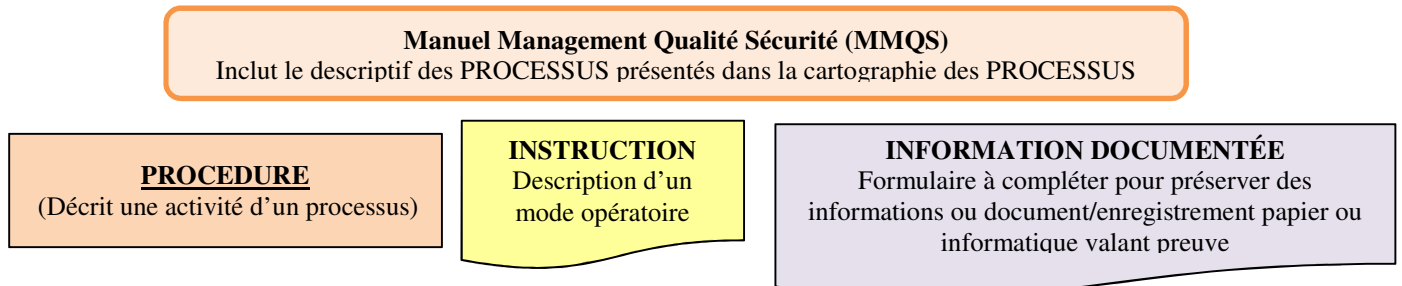 Manuel Management Qualité Sécurité (MMQS)
Inclut le descriptif des PROCESSUS présentés dans la cartographie des PROCESSUS
PROCEDURE
(Décrit une activité d'un processus)
INSTRUCTION
Description d'un
mode opératoire
INFORMATION DOCUMENTÉE
Formulaire à compléter pour préserver des
informations ou document/enregistrement papier ou
informatique valant preuve